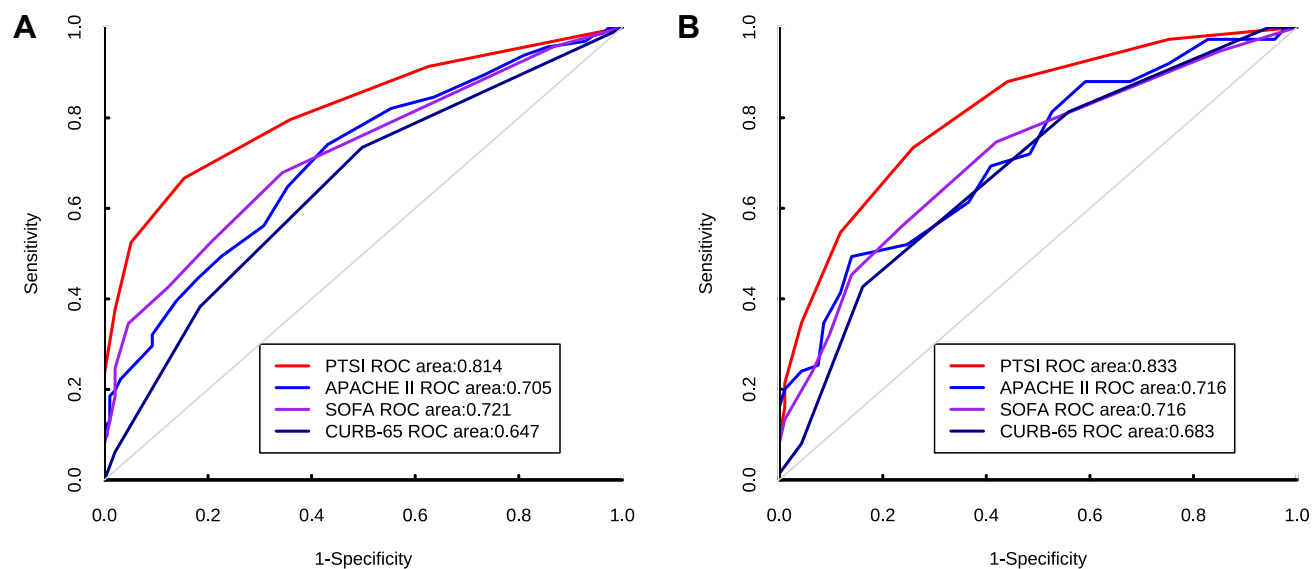 A
Sensitivity
1.0
0.8
0.6
0.4
0.2
0.0
PTSI ROC area:0.814
APACHE II ROC area:0.705
SOFA ROC area:0.721
CURB-65 ROC area:0.647
0.0 0.2 0.4 0.6 0.8 1.0
1-Specificity
B
Sensitivity
1.0
0.8
0.6
0.4
0.2
0.0
PTSI ROC area:0.833
APACHE II ROC area:0.716
SOFA ROC area:0.716
CURB-65 ROC area:0.683
0.0 0.2 0.4 0.6 0.8 1.0
1-Specificity